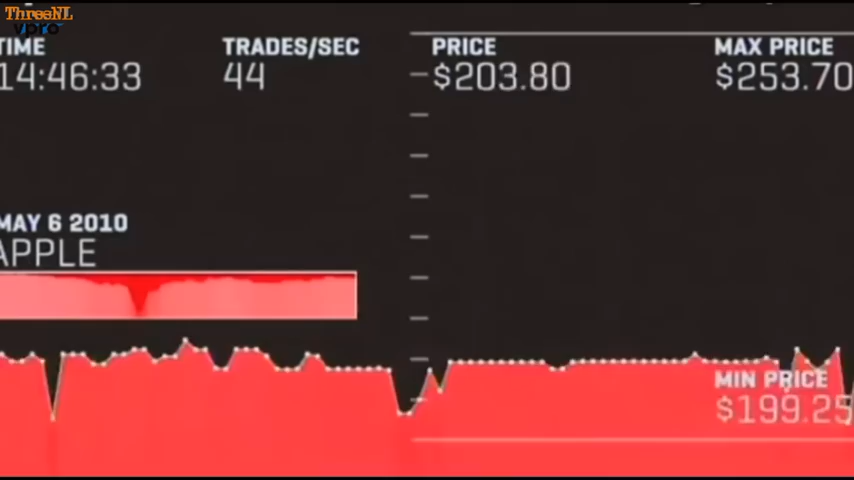 ThreeNL
vpro
TIME
14:46:33
TRADES/SEC
44
PRICE
$203.80
MAX PRICE
$253.70
MAY 6 2010
APPLE
MIN PRICE
$199.25